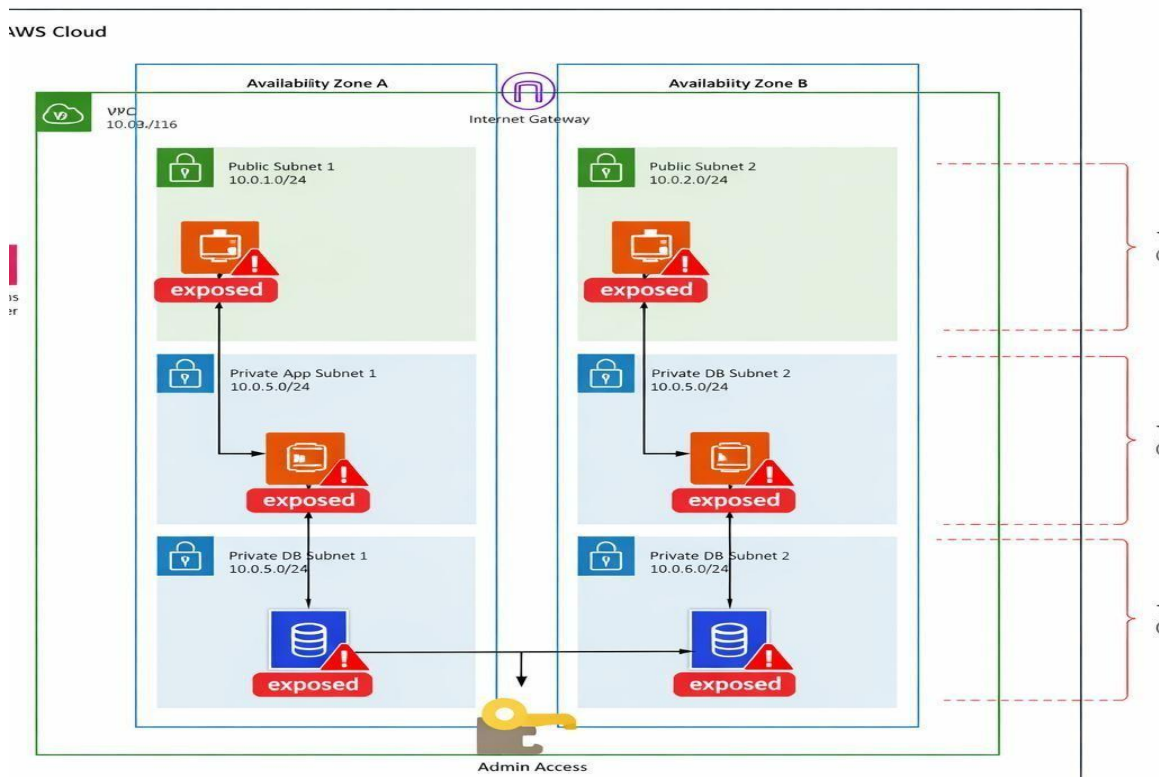 AWS Cloud
Availability Zone A
Availability Zone B
VPC
Internet Gateway
Public Subnet 1
10.0.1.0/24
Public Subnet 2
10.0.2.0/24
exposed
exposed
Private App Subnet 1
10.0.5.0/24
Private DB Subnet 2
10.0.5.0/24
exposed
exposed
Private DB Subnet 1
10.0.5.0/24
Private DB Subnet 2
10.0.6.0/24
exposed
exposed
Admin Access